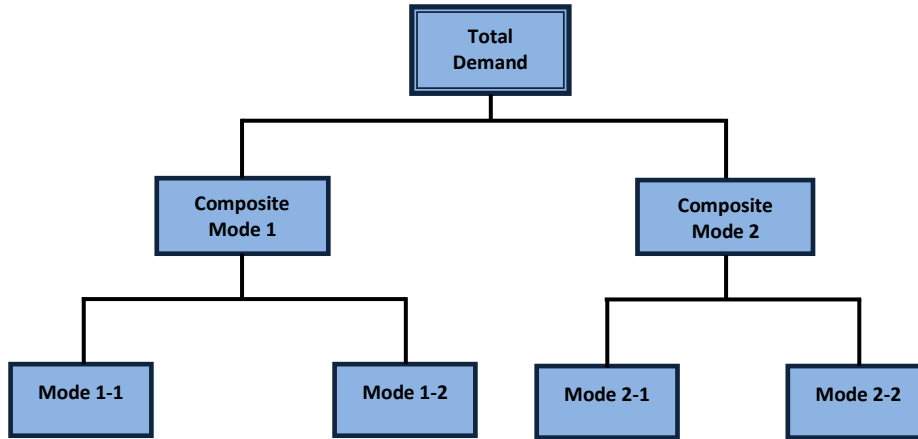 Total
Demand
Composite
Mode 1
Composite
Mode 2
Mode 1-1
Mode 1-2
Mode 2-1
Mode 2-2